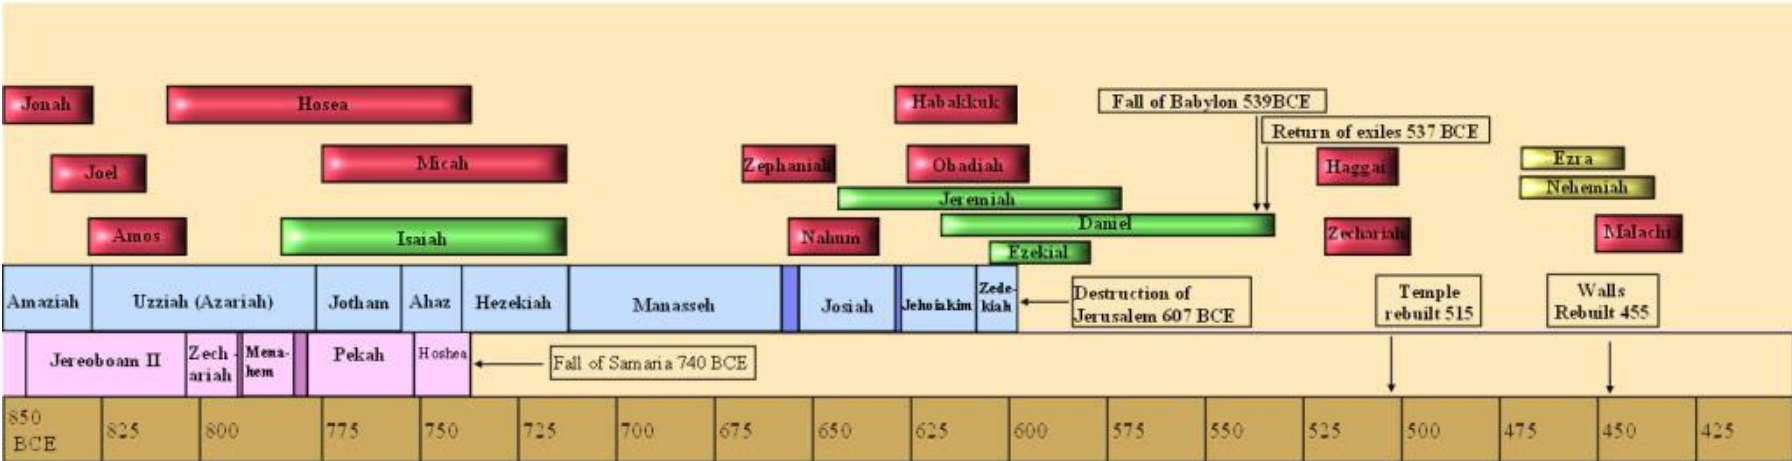 Jonah
Hosea
Habakkuk
Fall of Babylon 539BCE
Return of exiles 537 BCE
Joel
Micah
Zephaniah
Obadiah
Haggai
Ezra
Nehemiah
Jeremiah
Amos
Isaiah
Nahum
Daniel
Zechariah
Malachi
Ezekial
Amaziah
Uzziah (Azariah)
Jotham
Ahaz
Hezekiah
Manasseh
Josiah
Jehoiakim
Zede-
kiah
Destruction of
Jerusalem 607 BCE
Temple
rebuilt 515
Walls
Rebuilt 455
Jereoboam II
Zech-
ariah
Mena-
hem
Pekah
Hoshea
Fall of Samaria 740 BCE
850
BCE
825
800
775
750
725
700
675
650
625
600
575
550
525
500
475
450
425